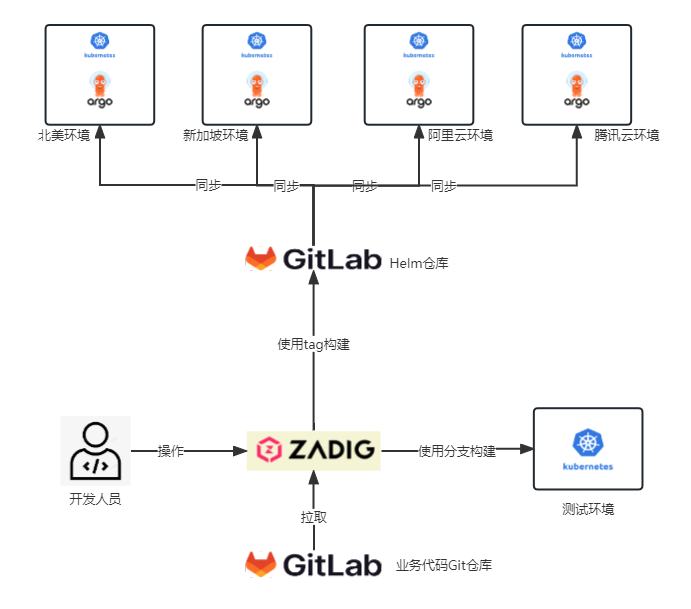 kubernetes
kubernetes
kubernetes
kubernetes
argo
argo
argo
argo
北美环境
新加坡环境
阿里云环境
腾讯云环境
同步
同步
同步
同步
GitLab
Helm仓库
使用tag构建
ZADIG
操作
使用分支构建
kubernetes
开发人员
测试环境
拉取
GitLab
业务代码Git仓库